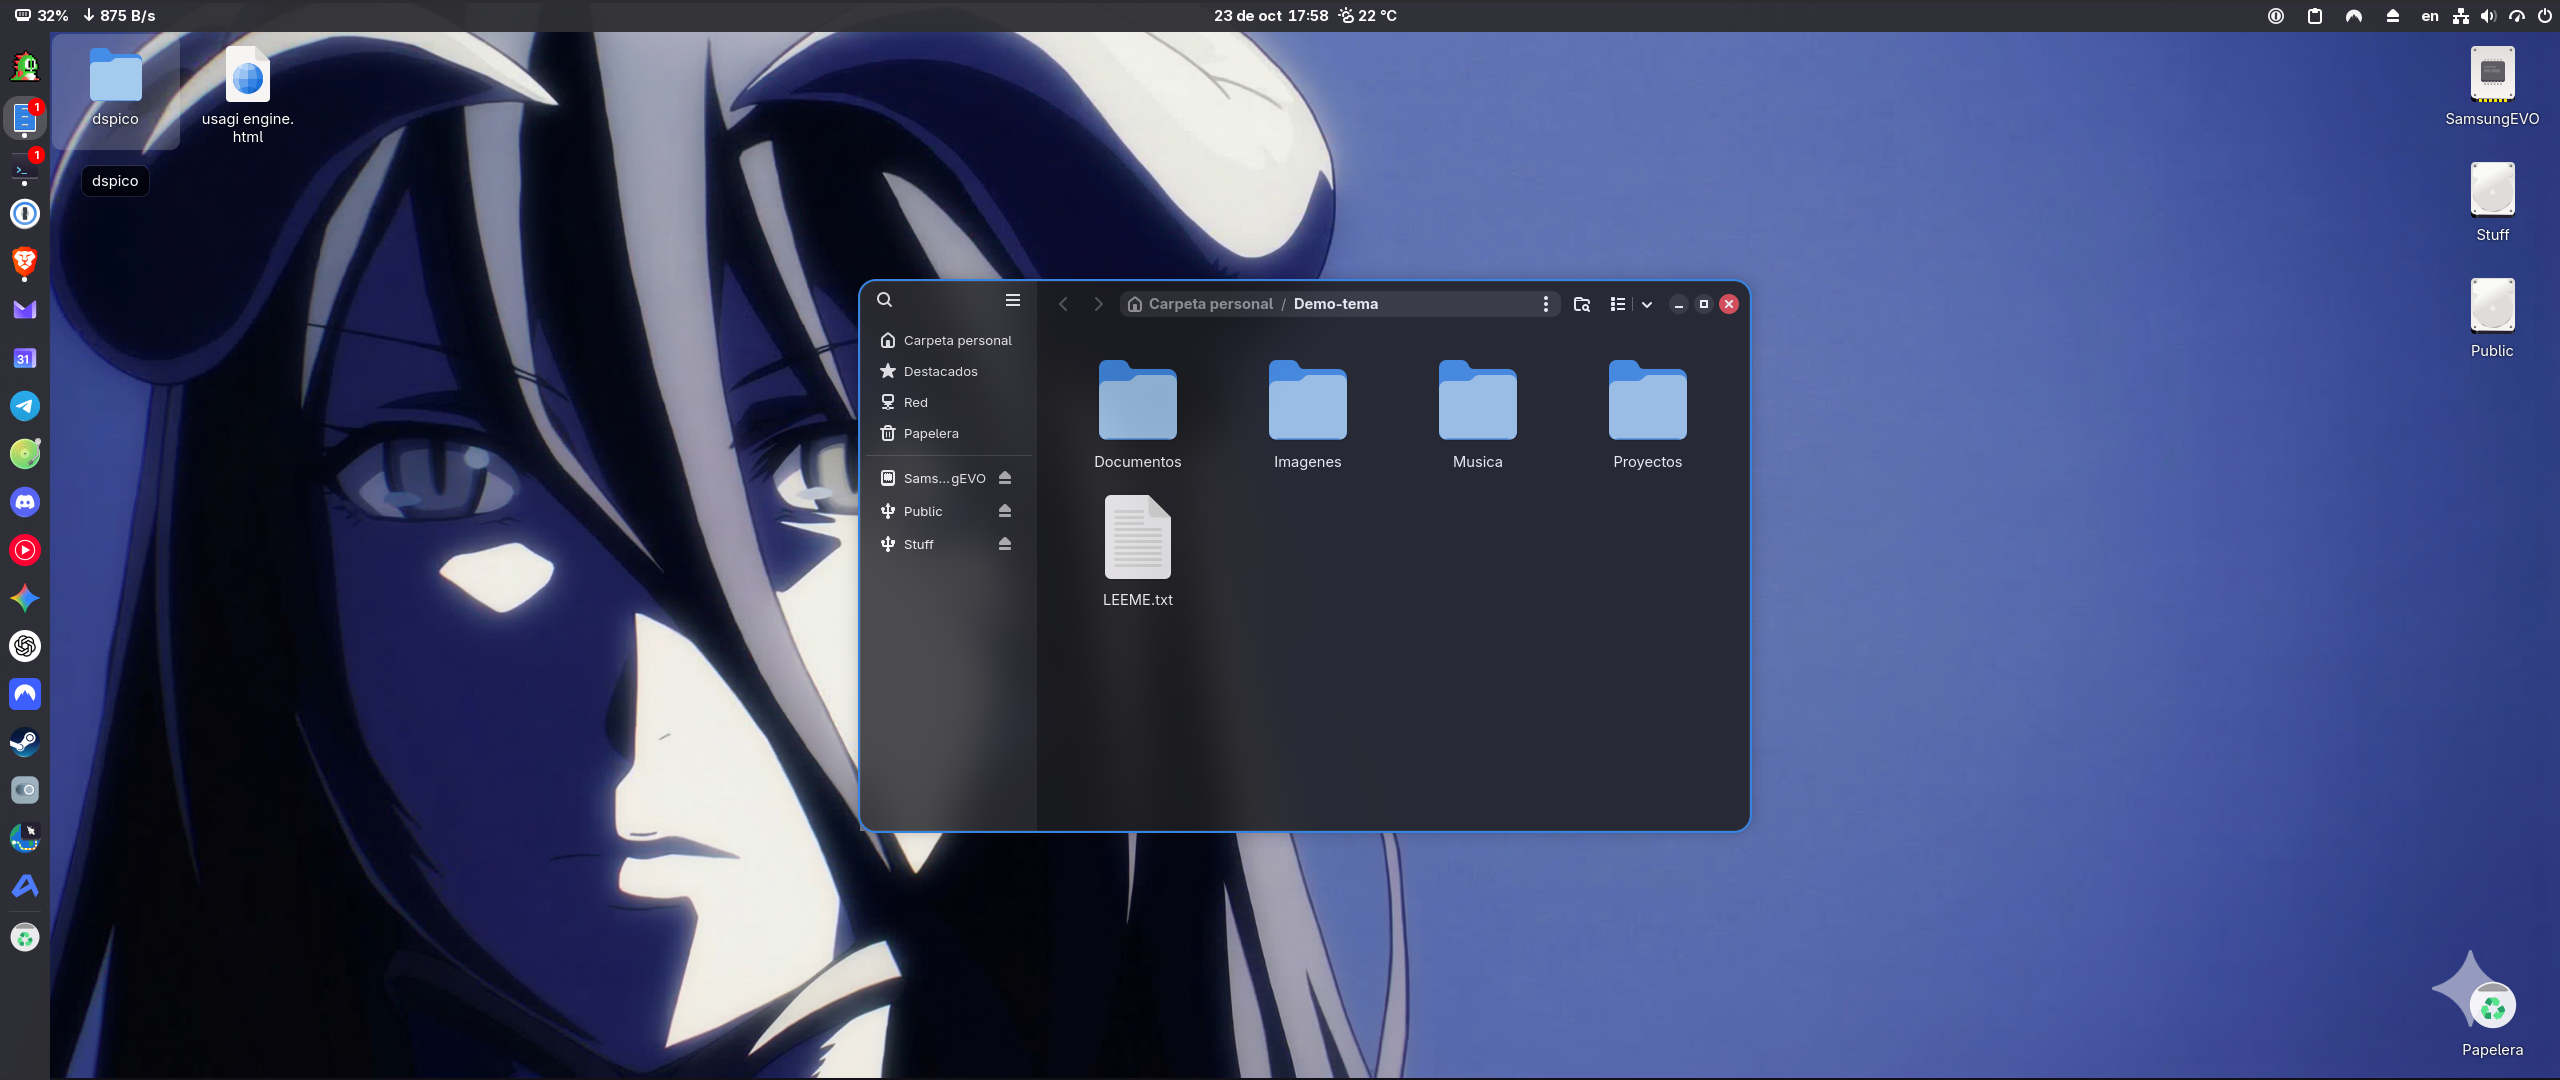 32% 875 B/s
23 de oct 17:58 22 °C
en
1
1
31
dspico
usagi engine.
html
dspico
SamsungEVO
Stuff
Public
Papelera
Carpeta personal / Demo-tema
Carpeta personal
Destacados
Red
Papelera
Sams...gEVO
Public
Stuff
Documentos
Imagenes
Musica
Proyectos
LEEME.txt